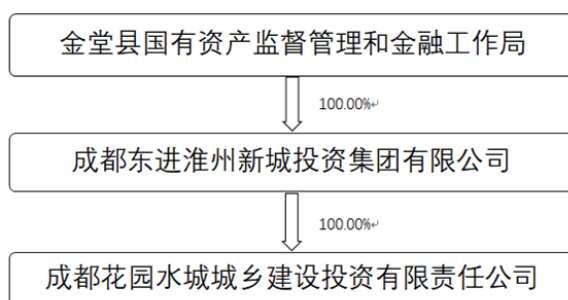 金堂县国有资产监督管理和金融工作局
100.00%↵
成都东进淮州新城投资集团有限公司
100.00%↵
成都花园水城城乡建设投资有限责任公司